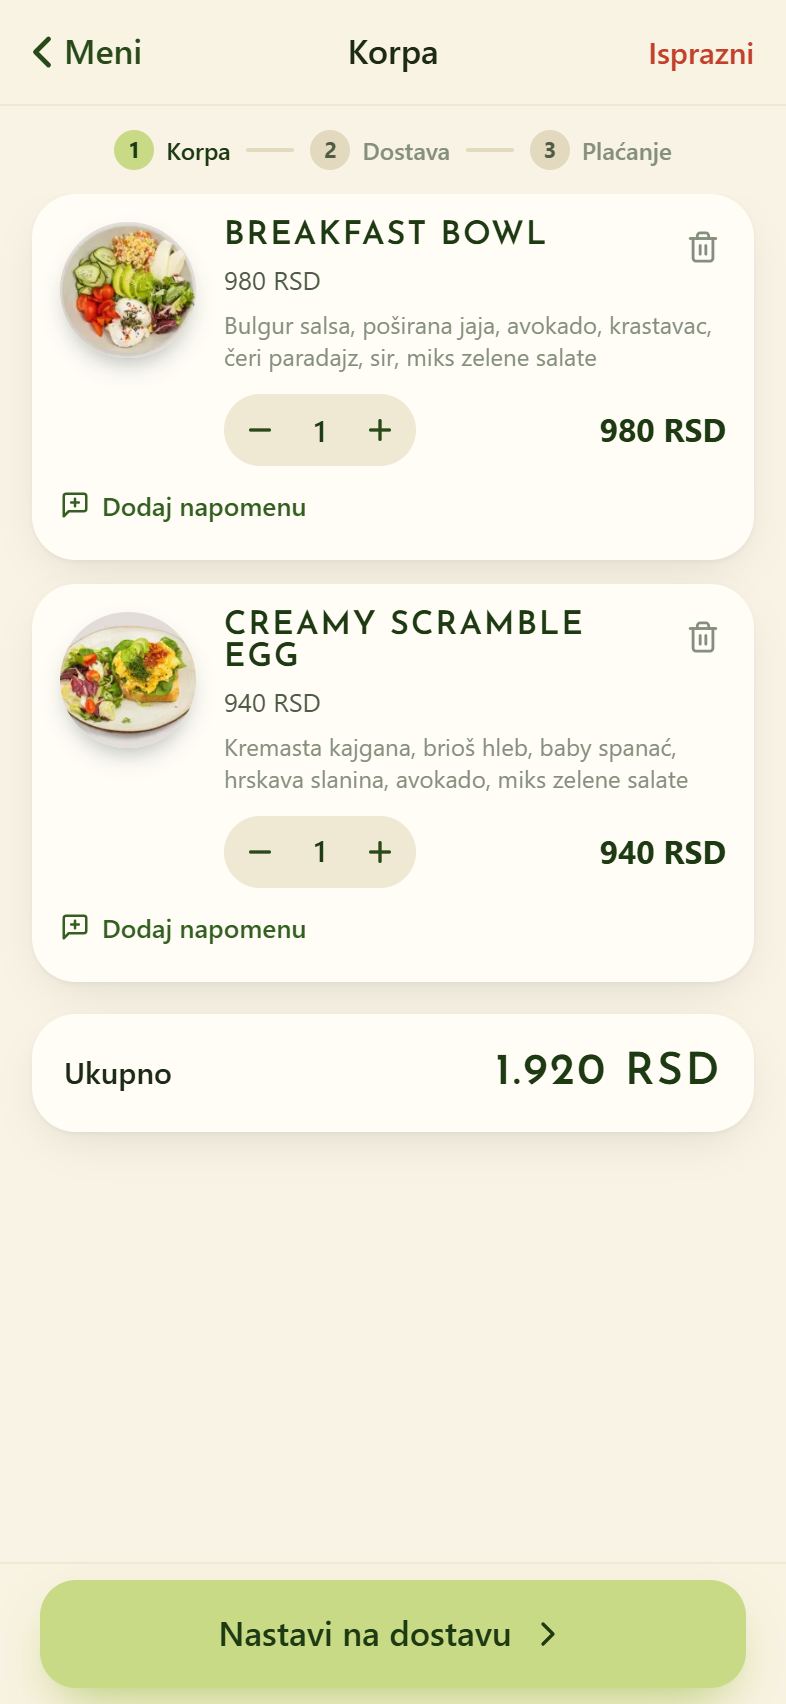 Meni
Korpa
Isprazni
1 Korpa
2 Dostava
3 Plaćanje
BREAKFAST BOWL
980 RSD
Bulgur salsa, poširana jaja, avokado, krastavac,
čeri paradajz, sir, miks zelene salate
1
980 RSD
Dodaj napomenu
CREAMY SCRAMBLE
EGG
940 RSD
Kremasta kajgana, brioš hleb, baby spanać,
hrskava slanina, avokado, miks zelene salate
1
940 RSD
Dodaj napomenu
Ukupno
1.920 RSD
Nastavi na dostavu